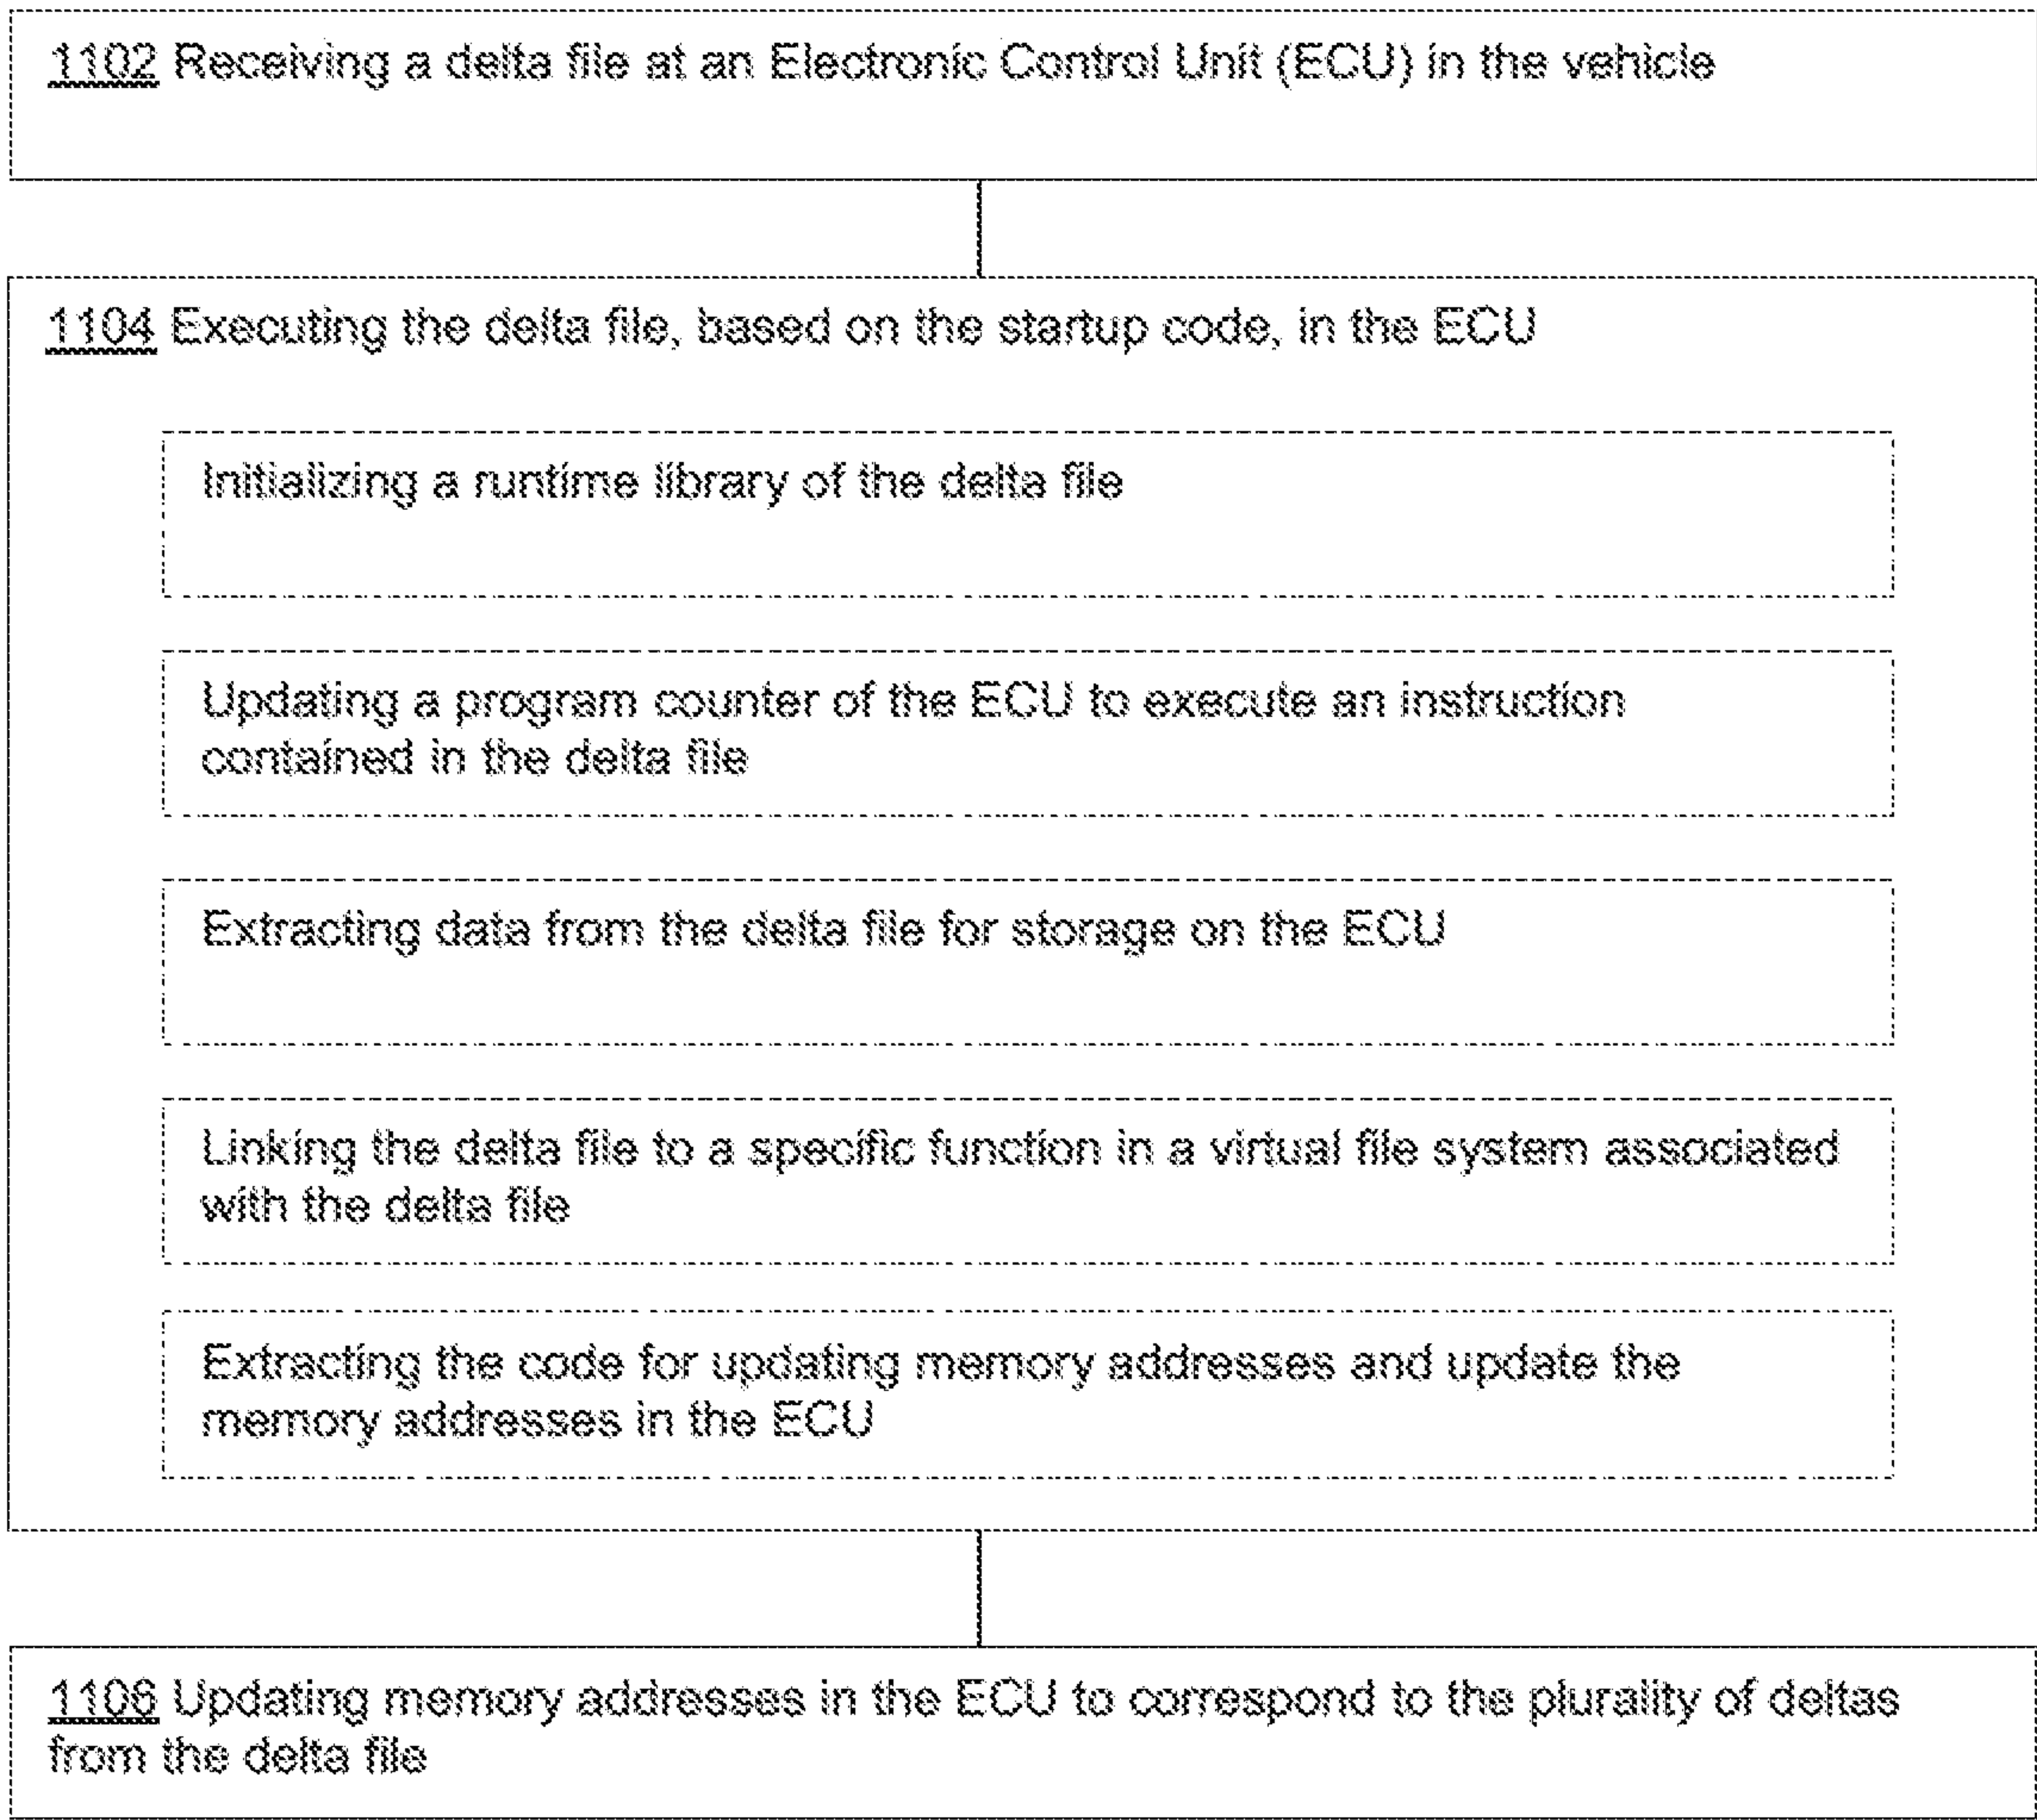 1102 Receiving a delta file at an Electronic Control Unit (ECU) in the vehicle
1104 Executing the delta file, based on the startup code, in the ECU
Initializing a runtime library of the delta file
Updating a program counter of the ECU to execute an instruction
contained in the delta file
Extracting data from the delta file for storage on the ECU
Linking the delta file to a specific function in a virtual file system associated
with the delta file
Extracting the code for updating memory addresses and update the
memory addresses in the ECU
1106 Updating memory addresses in the ECU to correspond to the plurality of deltas
from the delta file